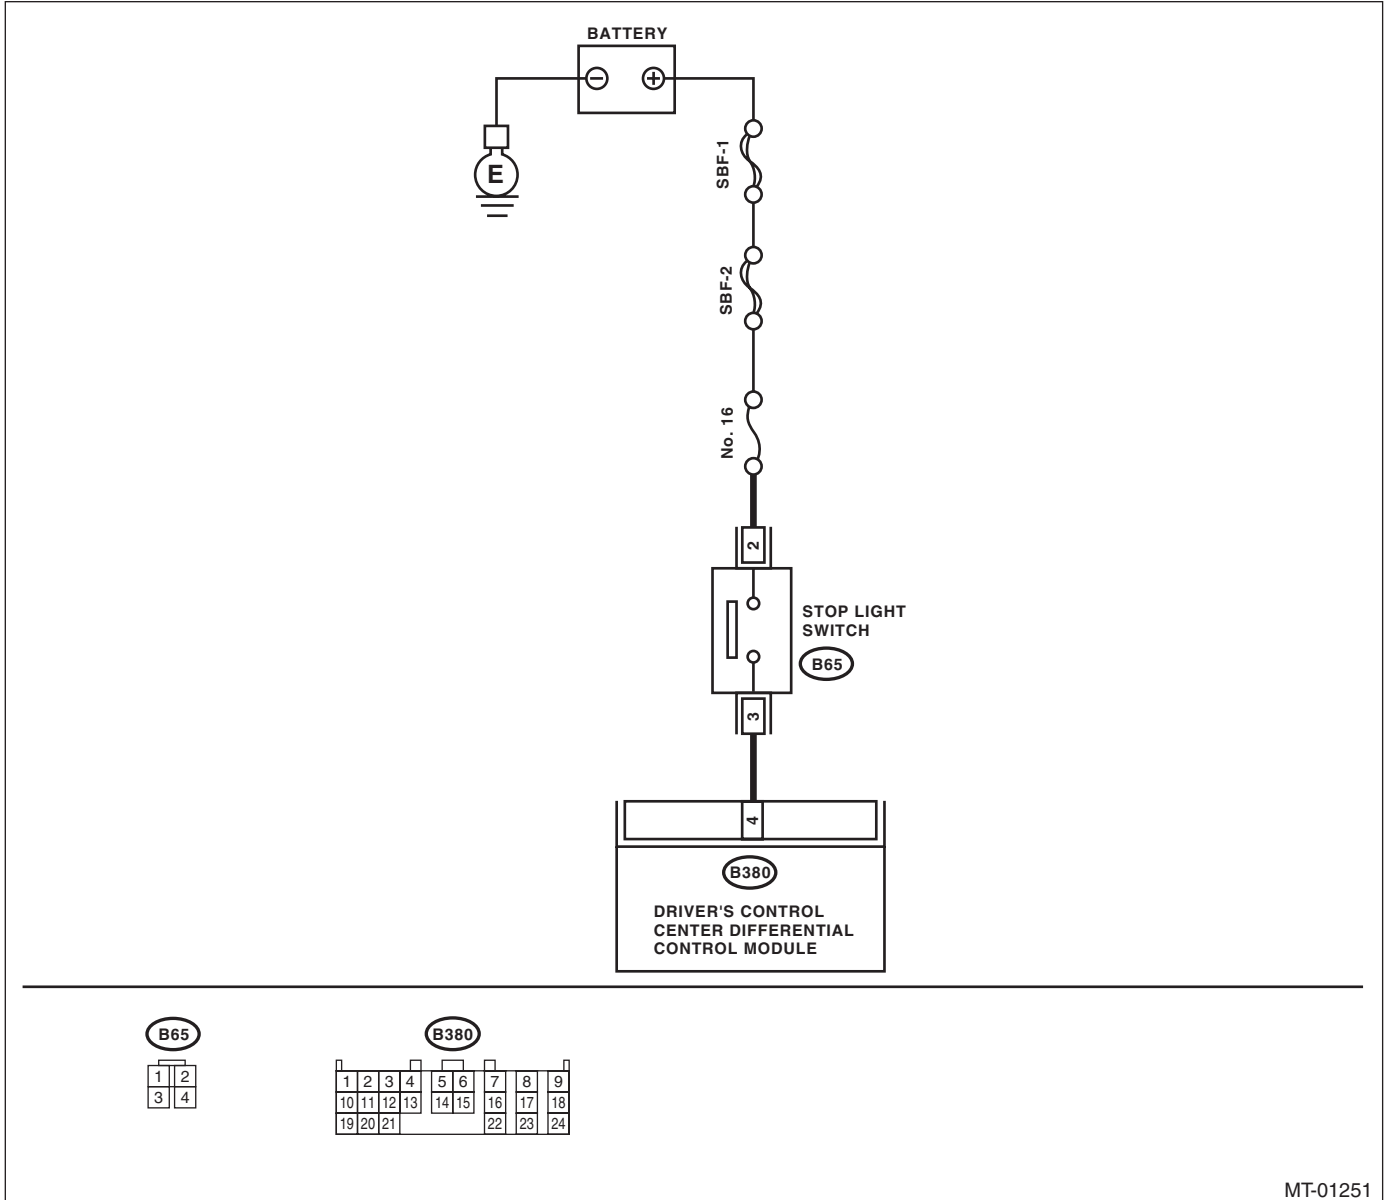 BATTERY
− +
E
SBF-1
SBF-2
No. 16
2
STOP LIGHT
SWITCH
B65
3
4
B380
DRIVER'S CONTROL
CENTER DIFFERENTIAL
CONTROL MODULE
B65
1 2
3 4
B380
1 2 3 4 5 6 7 8 9
10 11 12 13 14 15 16 17 18
19 20 21 22 23 24
MT-01251